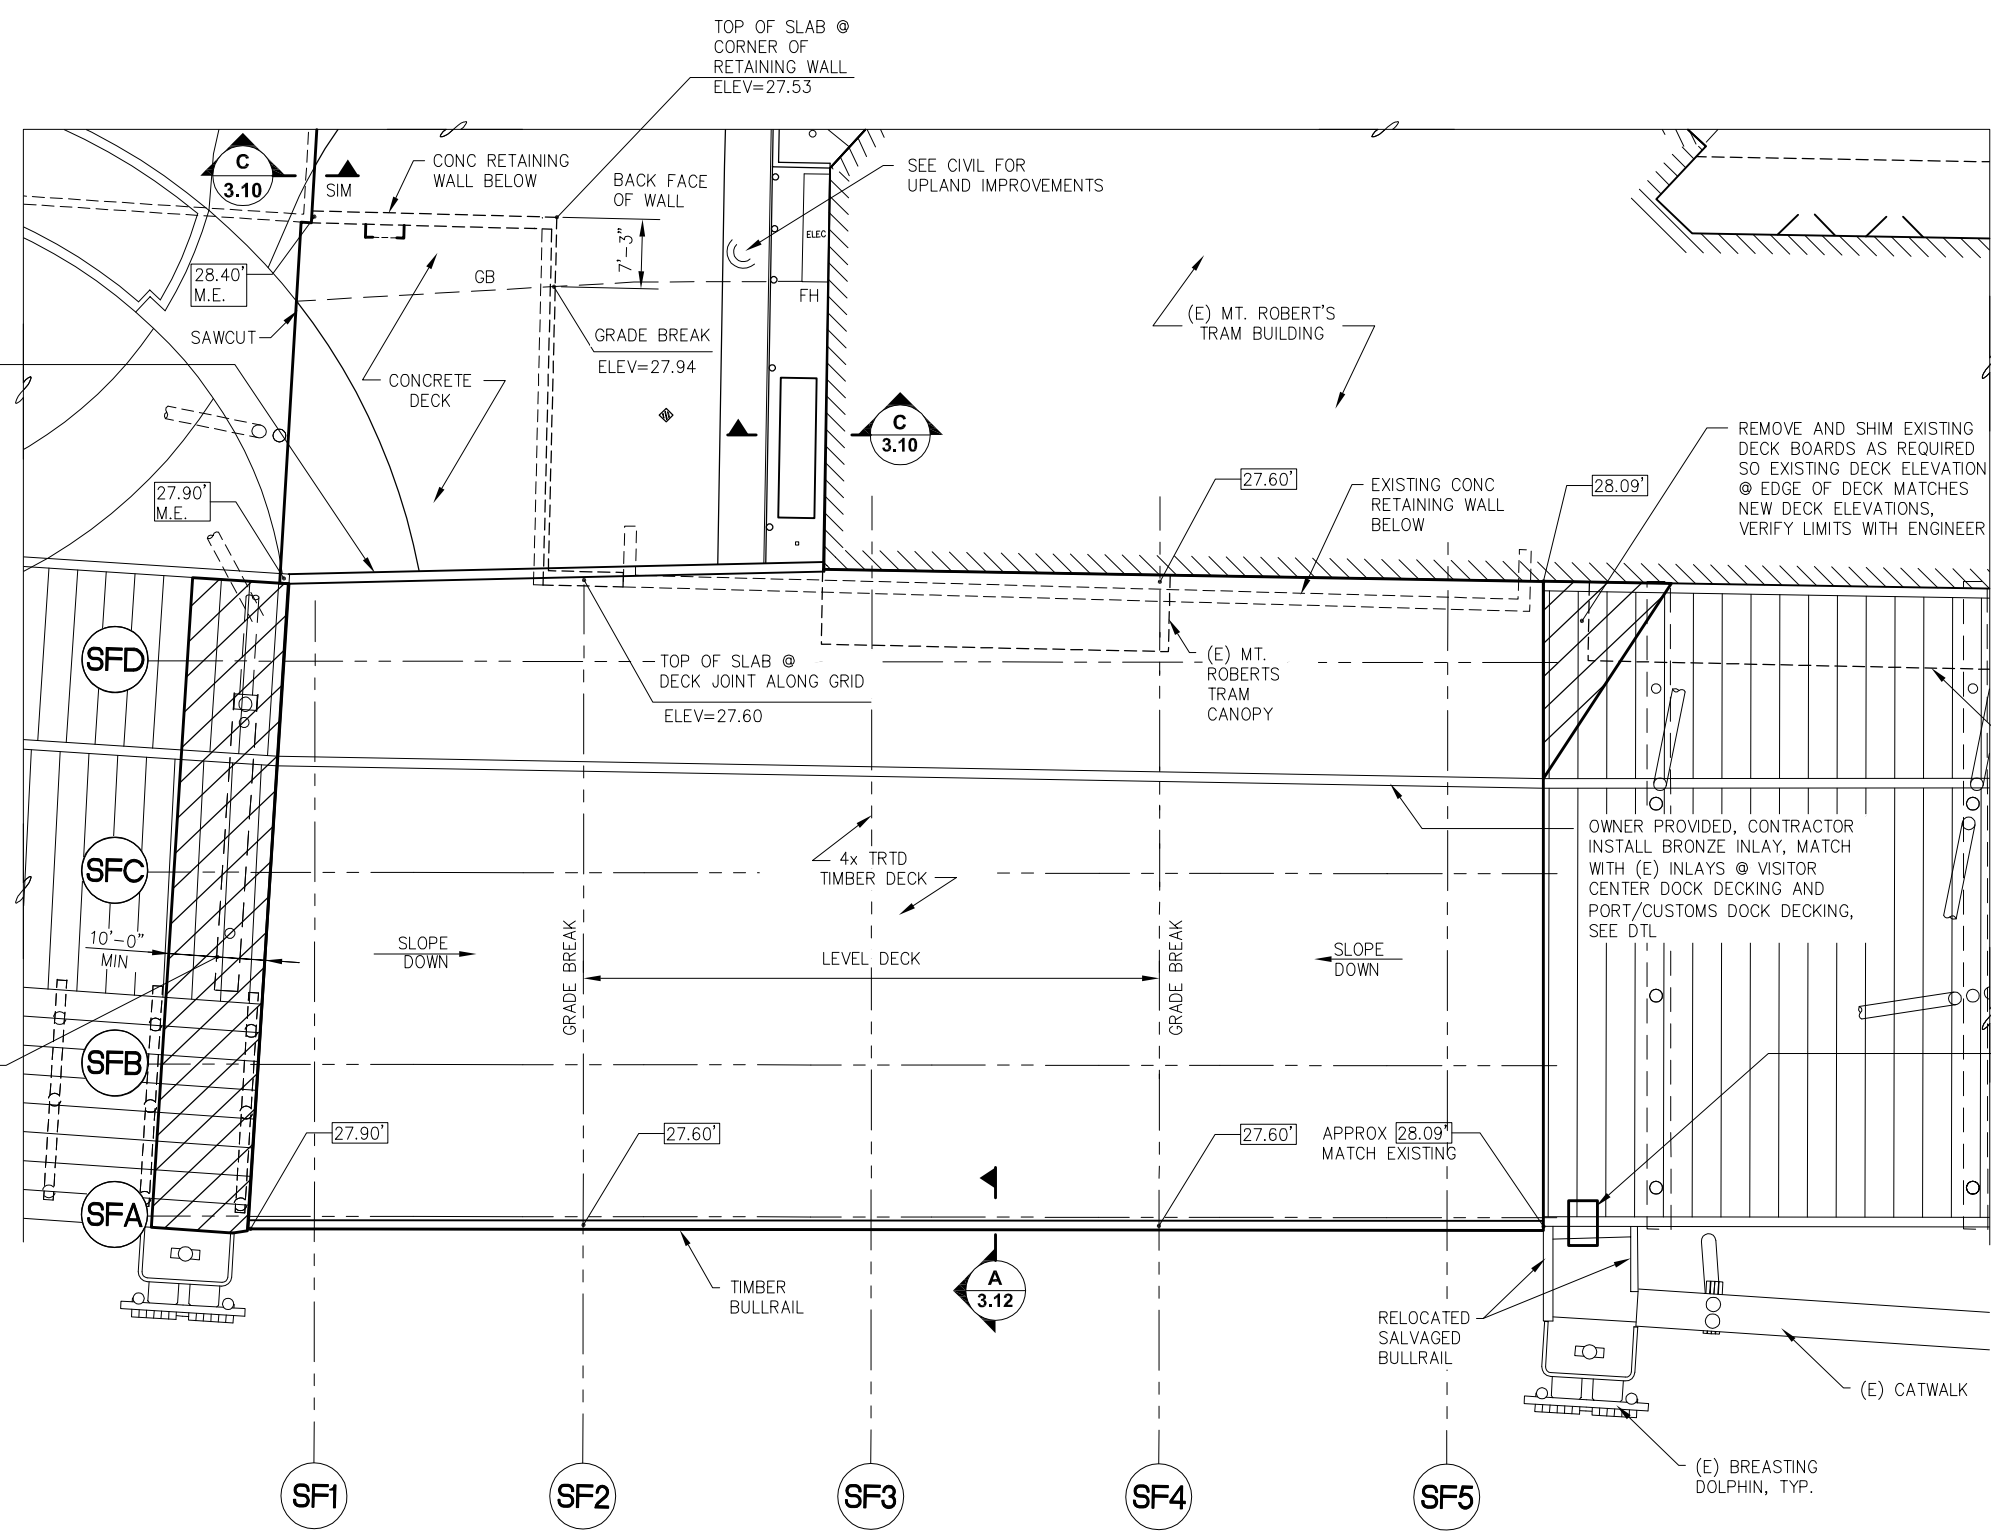 TOP OF SLAB @
CORNER OF
RETAINING WALL
ELEV=27.53
C
3.10
SIM
CONC RETAINING
WALL BELOW
BACK FACE
OF WALL
7'-3"
SEE CIVIL FOR
UPLAND IMPROVEMENTS
ELEC
28.40'
M.E.
GB
FH
SAWCUT
GRADE BREAK
ELEV=27.94
(E) MT. ROBERT'S
TRAM BUILDING
CONCRETE
DECK
C
3.10
27.90'
M.E.
27.60'
EXISTING CONC
RETAINING WALL
BELOW
28.09'
REMOVE AND SHIM EXISTING
DECK BOARDS AS REQUIRED
SO EXISTING DECK ELEVATION
@ EDGE OF DECK MATCHES
NEW DECK ELEVATIONS,
VERIFY LIMITS WITH ENGINEER
SFD
TOP OF SLAB @
DECK JOINT ALONG GRID
ELEV=27.60
(E) MT.
ROBERTS
TRAM
CANOPY
SFC
4x TRTD
TIMBER DECK
OWNER PROVIDED, CONTRACTOR
INSTALL BRONZE INLAY, MATCH
WITH (E) INLAYS @ VISITOR
CENTER DOCK DECKING AND
PORT/CUSTOMS DOCK DECKING,
SEE DTL
10'-0"
MIN
SLOPE
DOWN
GRADE BREAK
LEVEL DECK
GRADE BREAK
SLOPE
DOWN
SFB
27.90'
27.60'
27.60'
APPROX 28.09'
MATCH EXISTING
SFA
TIMBER
BULLRAIL
A
3.12
RELOCATED
SALVAGED
BULLRAIL
(E) CATWALK
(E) BREASTING
DOLPHIN, TYP.
SF1
SF2
SF3
SF4
SF5